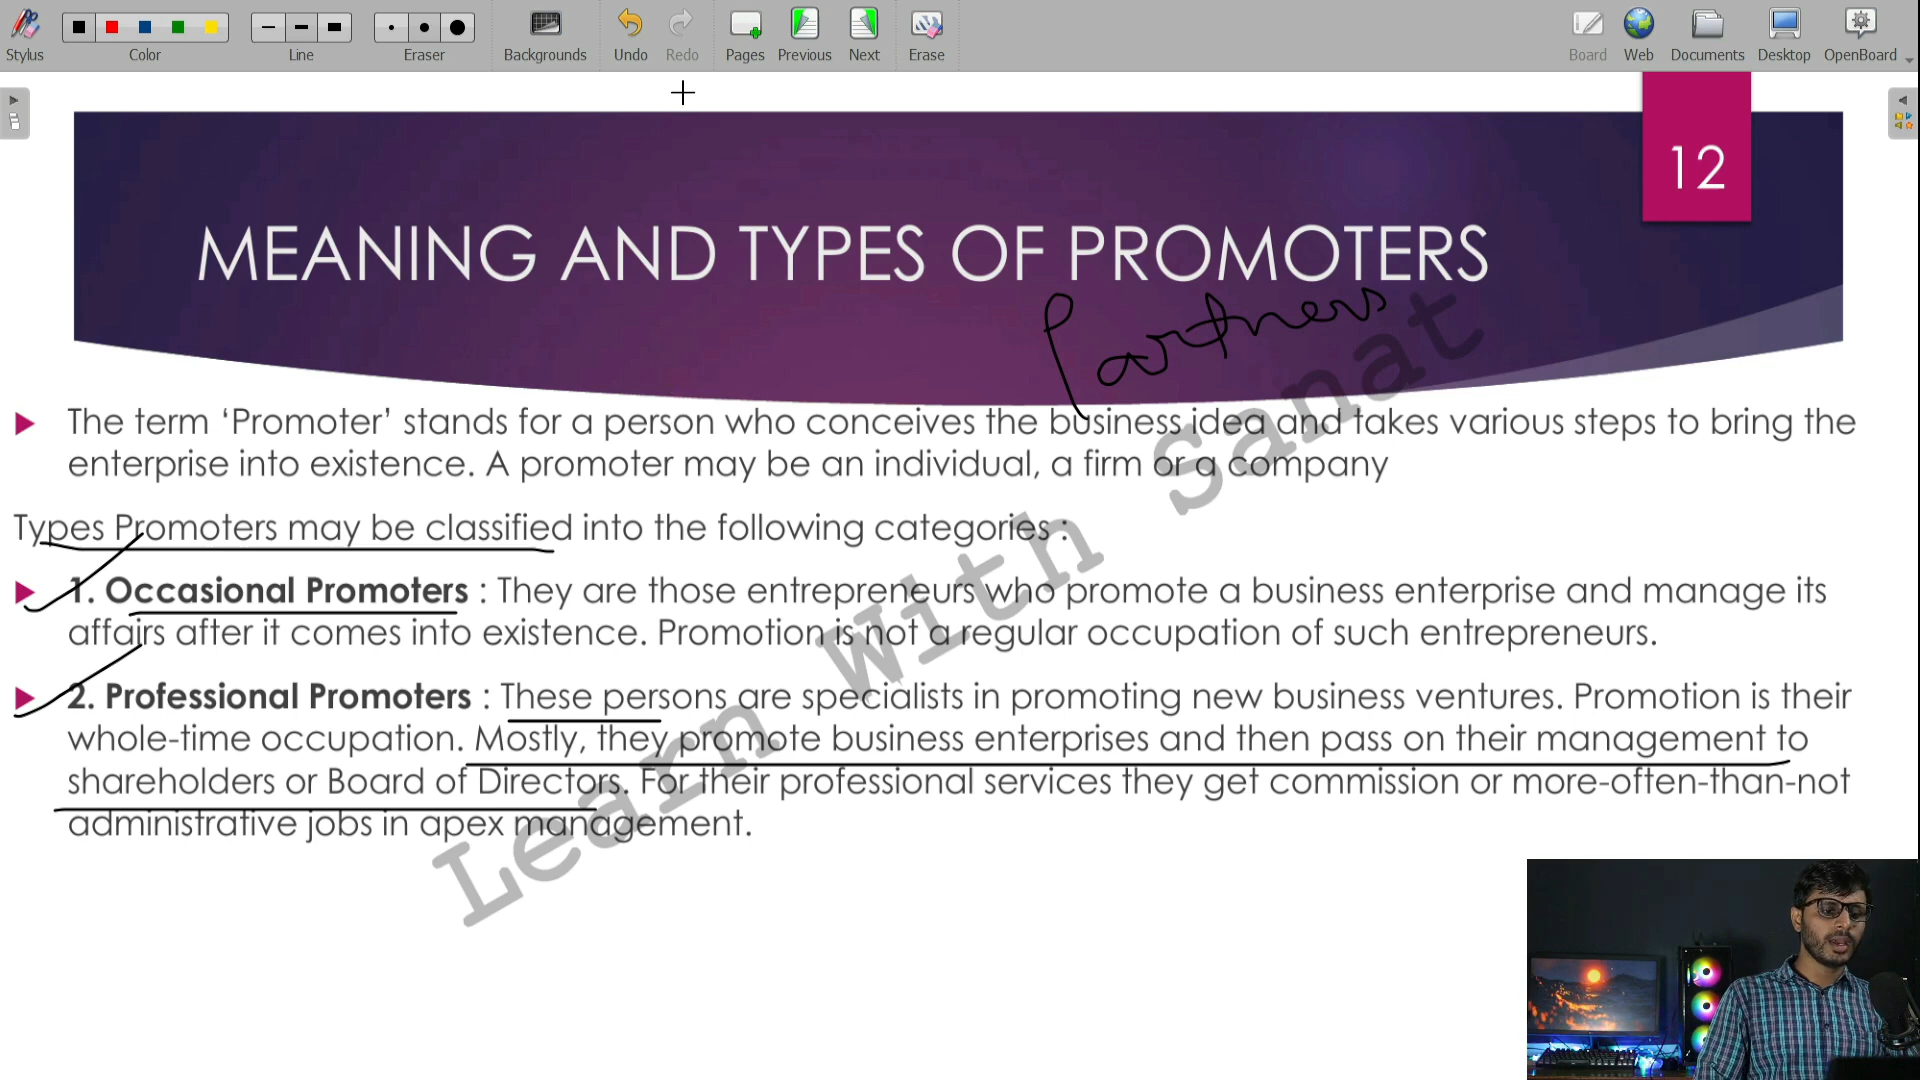 Stylus Color Line Eraser Backgrounds Undo Redo Pages Previous Next Erase Board Web Documents Desktop OpenBoard
12
MEANING AND TYPES OF PROMOTERS
Partners
The term ‘Promoter’ stands for a person who conceives the business idea and takes various steps to bring the
enterprise into existence. A promoter may be an individual, a firm or a company
Types Promoters may be classified into the following categories :
1. Occasional Promoters : They are those entrepreneurs who promote a business enterprise and manage its
affairs after it comes into existence. Promotion is not a regular occupation of such entrepreneurs.
2. Professional Promoters : These persons are specialists in promoting new business ventures. Promotion is their
whole-time occupation. Mostly, they promote business enterprises and then pass on their management to
shareholders or Board of Directors. For their professional services they get commission or more-often-than-not
administrative jobs in apex management.
Learn With Sanat